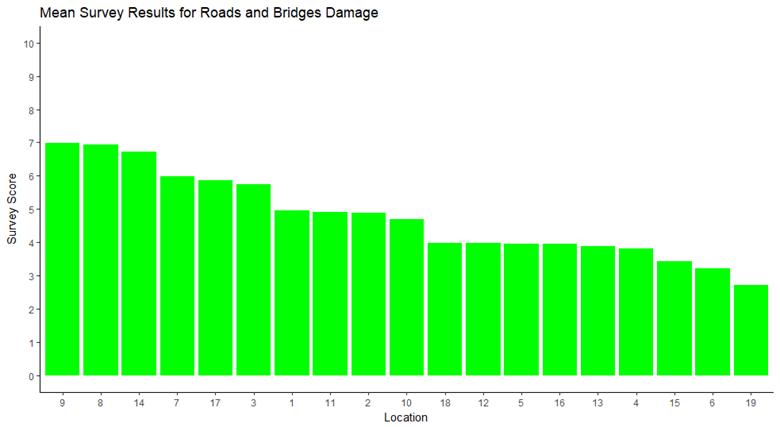 Mean Survey Results for Roads and Bridges Damage
10
9
8
7
6
5
4
3
2
1
0
Survey Score
9 8 14 7 17 3 1 11 2 10 18 12 5 16 13 4 15 6 19
Location